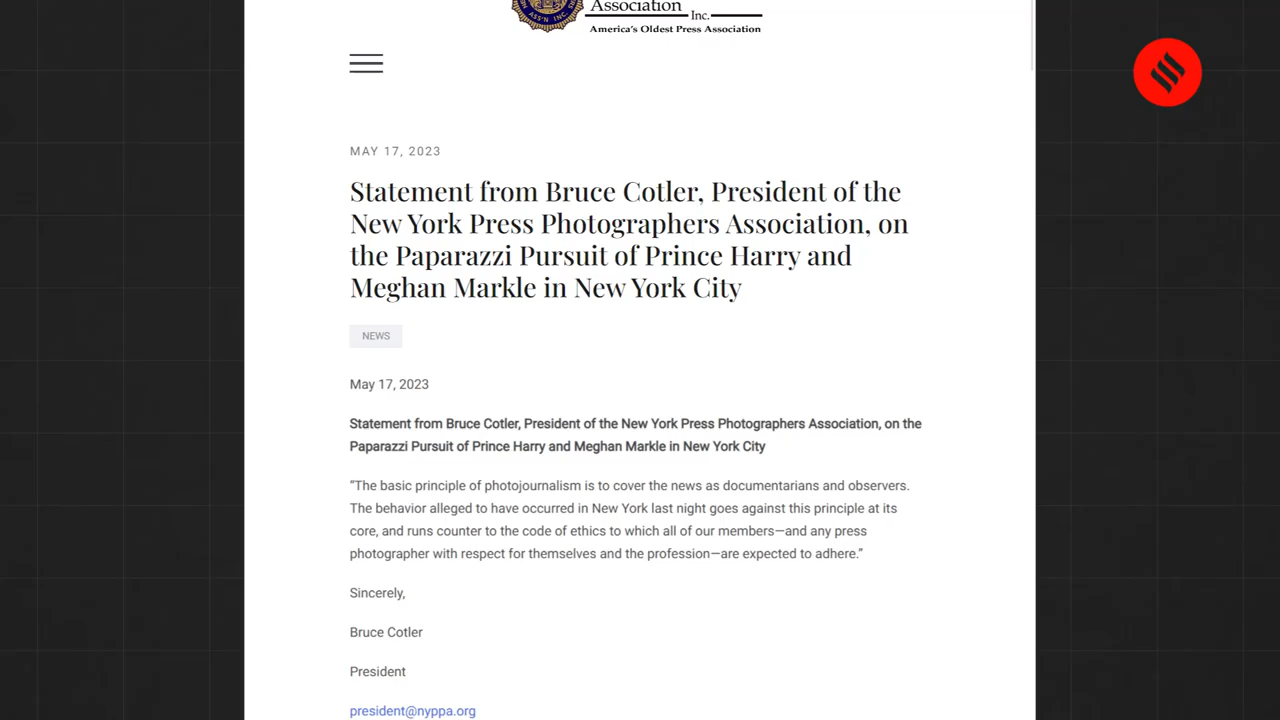 Association
Inc.
America's Oldest Press Association
MAY 17, 2023
Statement from Bruce Cotler, President of the
New York Press Photographers Association, on
the Paparazzi Pursuit of Prince Harry and
Meghan Markle in New York City
NEWS
May 17, 2023
Statement from Bruce Cotler, President of the New York Press Photographers Association, on the
Paparazzi Pursuit of Prince Harry and Meghan Markle in New York City
“The basic principle of photojournalism is to cover the news as documentarians and observers.
The behavior alleged to have occurred in New York last night goes against this principle at its
core, and runs counter to the code of ethics to which all of our members—and any press
photographer with respect for themselves and the profession—are expected to adhere.”
Sincerely,
Bruce Cotler
President
president@nyppa.org